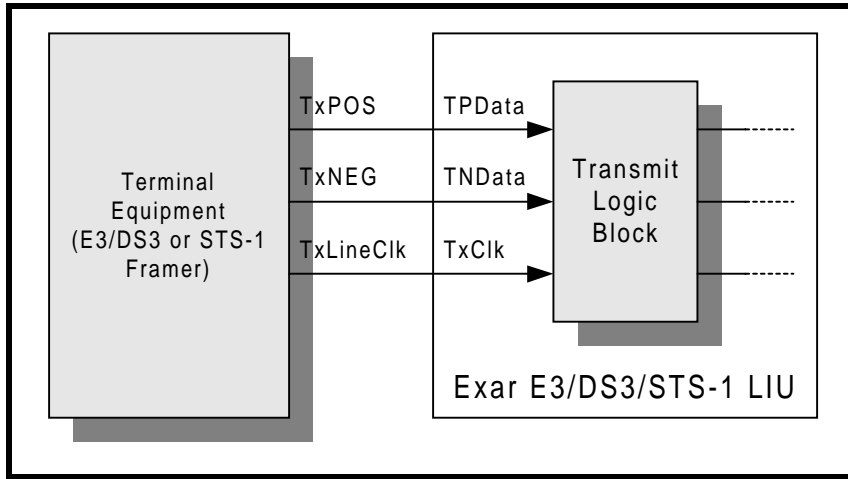 Terminal
Equipment
(E3/DS3 or STS-1
Framer)
TxPOS
TxNEG
TxLineClk
TPData
TNData
TxClk
Transmit
Logic
Block
Exar E3/DS3/STS-1 LIU